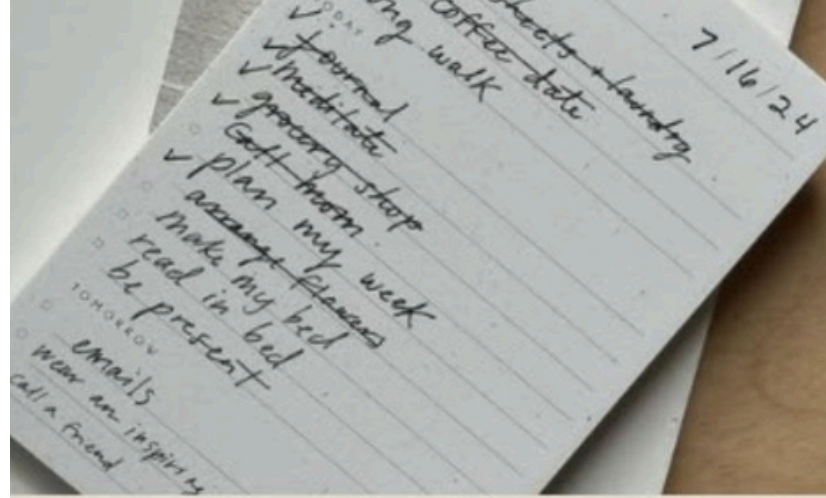 7/16/24
sheets + laundry
coffee date
long walk
TODAY
journal
meditate
grocery shop
Call mom
plan my week
arrange flowers
make my bed
read in bed
be present
TOMORROW
emails
wear an inspiring
call a friend